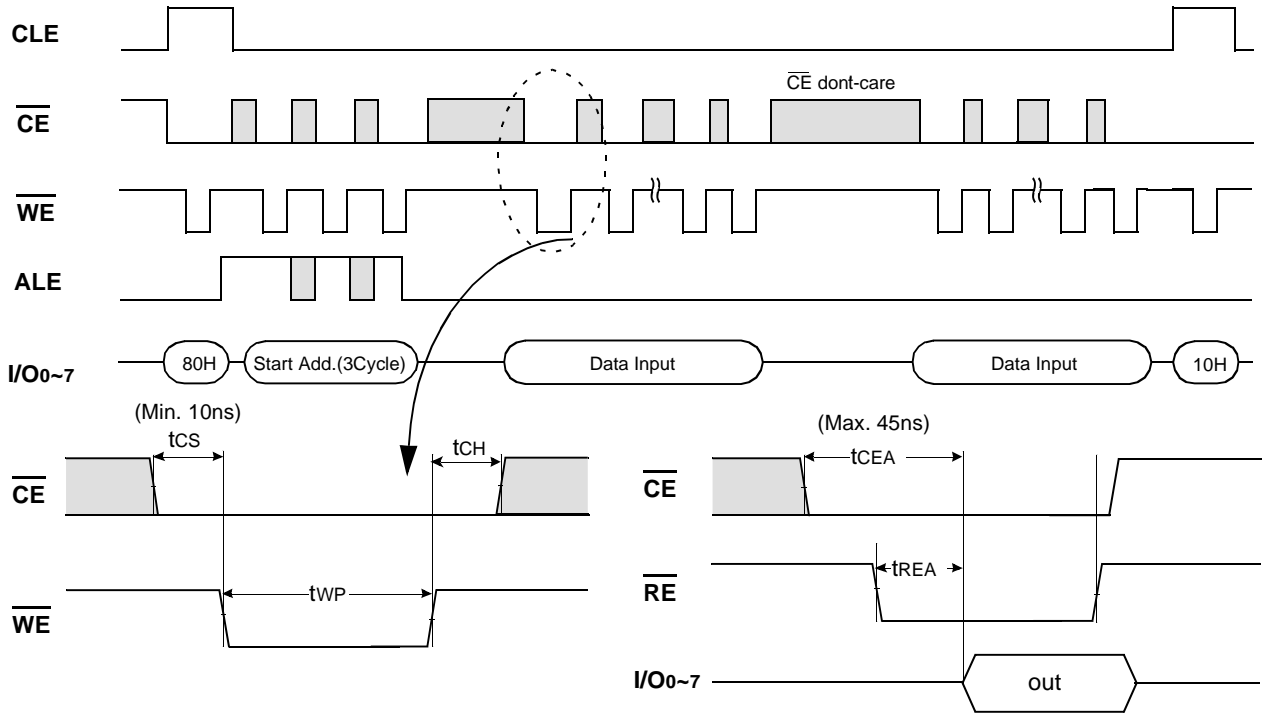 CLE
CE dont-care
CE
WE
ALE
I/O0~7 80H Start Add.(3Cycle) Data Input Data Input 10H
(Min. 10ns)
tCS
tCH
CE
tWP
WE
(Max. 45ns)
tCEA
CE
tREA
RE
I/O0~7 out